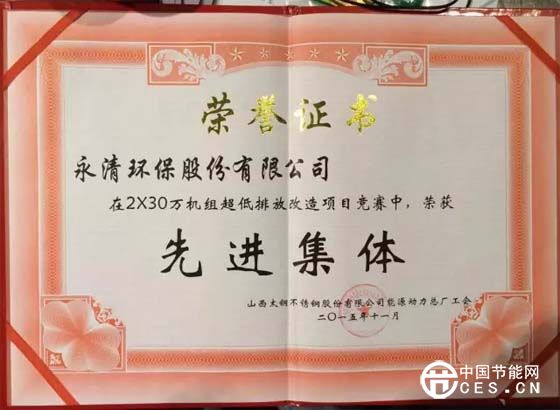 荣誉证书
永清环保股份有限公司
在2X30万机组超低排放改造项目竞赛中，荣获
先进集体
山西太钢不锈钢股份有限公司能源动力总厂工会
二〇一五年十一月
中国节能网
CES.CN